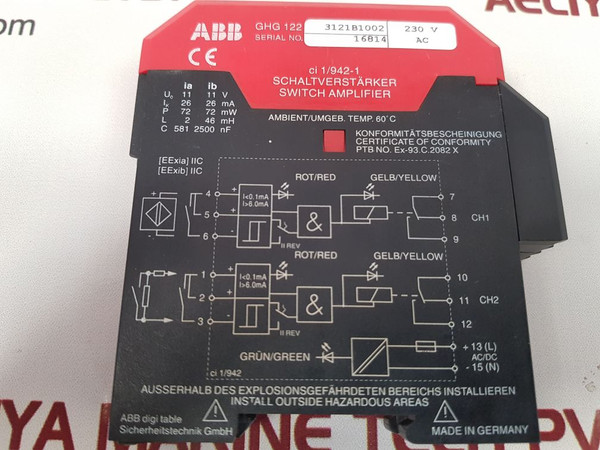 ABB
GHG 122 3121B1002 230 V
SERIAL NO. 16814 AC
CE
ci 1/942-1
SCHALTVERSTÄRKER
SWITCH AMPLIFIER
ia ib
U₀ 11 11 V
Iₖ 26 26 mA
P 72 72 mW
L 2 46 mH
C 581 2500 nF
AMBIENT/UMGEB. TEMP. 60°C
KONFORMITÄTSBESCHEINIGUNG
CERTIFICATE OF CONFORMITY
PTB NO. Ex-93.C.2082 X
[EExia] IIC
[EExib] IIC
ROT/RED GELB/YELLOW
4 + I<0.1mA 7
I>6.0mA
5 + & 8 CH1
6 - II REV 9
ROT/RED GELB/YELLOW
1 + I<0.1mA 10
I>6.0mA
2 + & 11 CH2
3 - II REV 12
GRÜN/GREEN + 13 (L)
AC/DC
- 15 (N)
ci 1/942
AUSSERHALB DES EXPLOSIONSGEFÄHRDETEN BEREICHS INSTALLIEREN
INSTALL OUTSIDE HAZARDOUS AREAS
ABB digi table
Sicherheitstechnik GmbH
MADE IN GERMANY